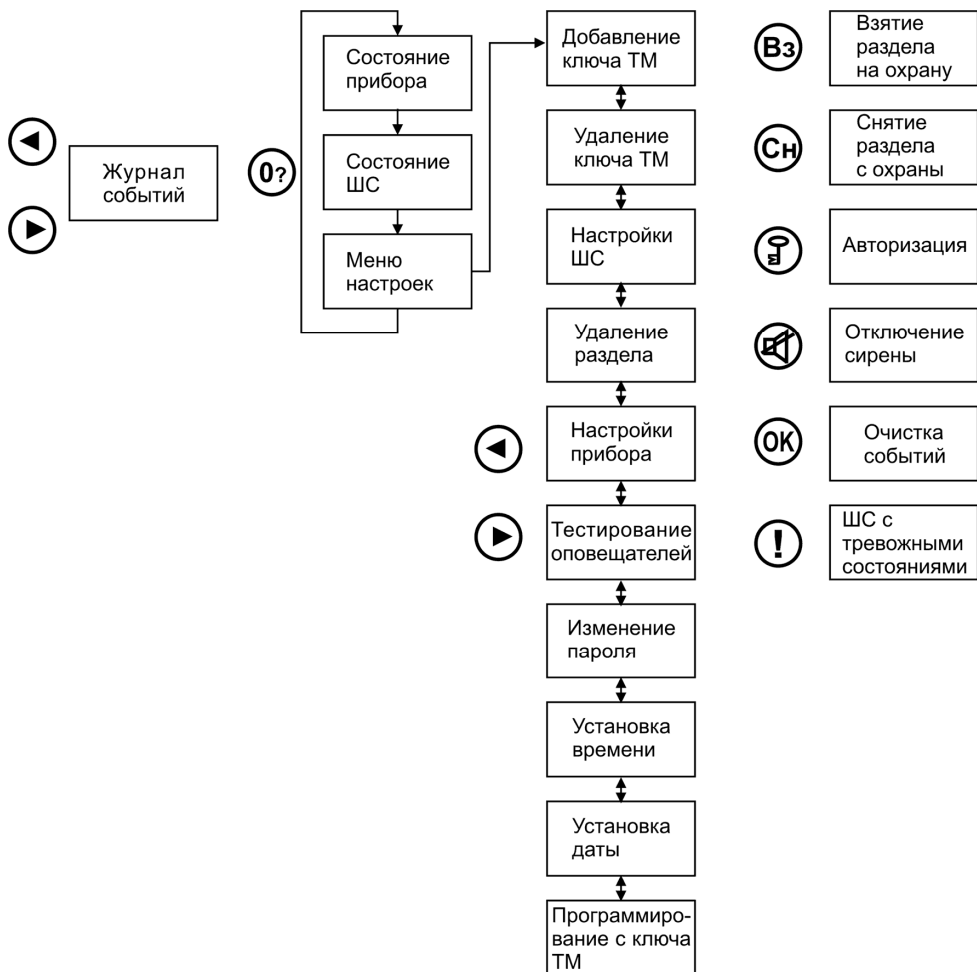 Журнал
событий
0?
Состояние
прибора
Состояние
ШС
Меню
настроек
Добавление
ключа ТМ
Удаление
ключа ТМ
Настройки
ШС
Удаление
раздела
Настройки
прибора
Тестирование
оповещателей
Изменение
пароля
Установка
времени
Установка
даты
Программиро-
вание с ключа
ТМ
Вз
Взятие
раздела
на охрану
Сн
Снятие
раздела
с охраны
Авторизация
Отключение
сирены
ОК
Очистка
событий
!
ШС с
тревожными
состояниями